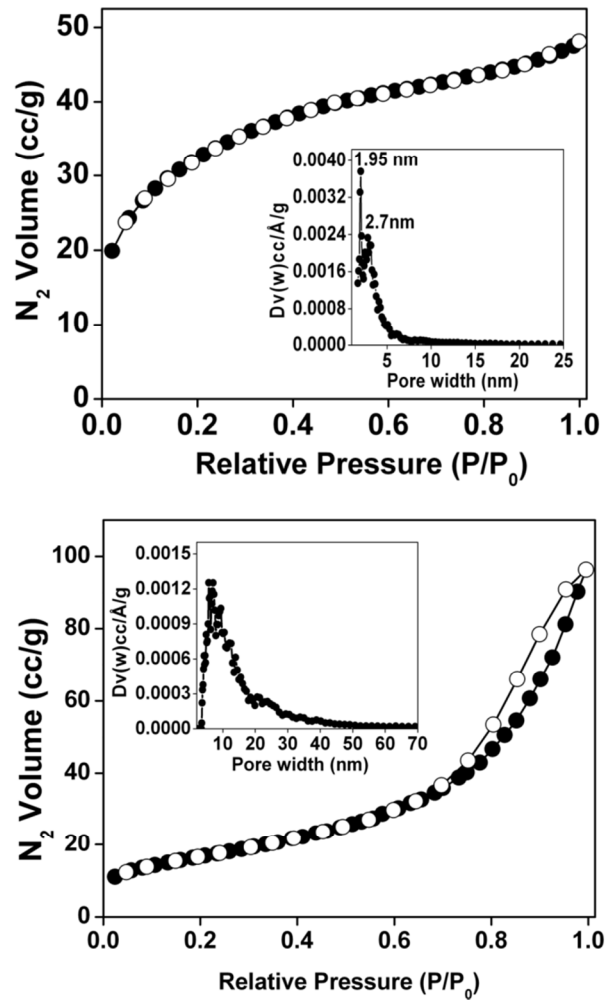 50
40
30
20
10
0
N2 Volume (cc/g)
0.0040
0.0032
0.0024
0.0016
0.0008
0.0000
Dv(w)cc/Å/g
1.95 nm
2.7nm
5 10 15 20 25
Pore width (nm)
0.0 0.2 0.4 0.6 0.8 1.0
Relative Pressure (P/P0)
100
80
60
40
20
0
N2 Volume (cc/g)
0.0015
0.0012
0.0009
0.0006
0.0003
0.0000
Dv(w)cc/Å/g
10 20 30 40 50 60 70
Pore width (nm)
0.0 0.2 0.4 0.6 0.8 1.0
Relative Pressure (P/P0)